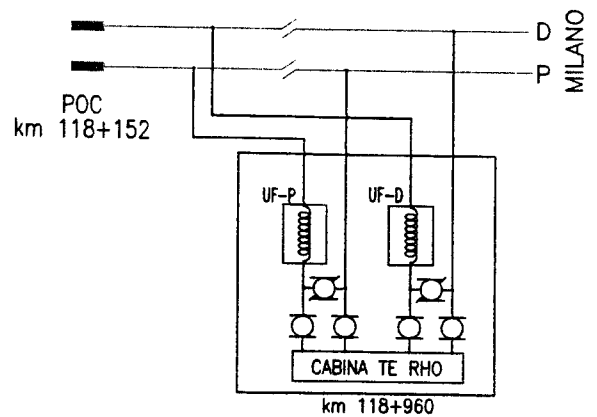 D
P
MILANO
POC
km 118+152
UF-P
UF-D
CABINA TE RHO
km 118+960